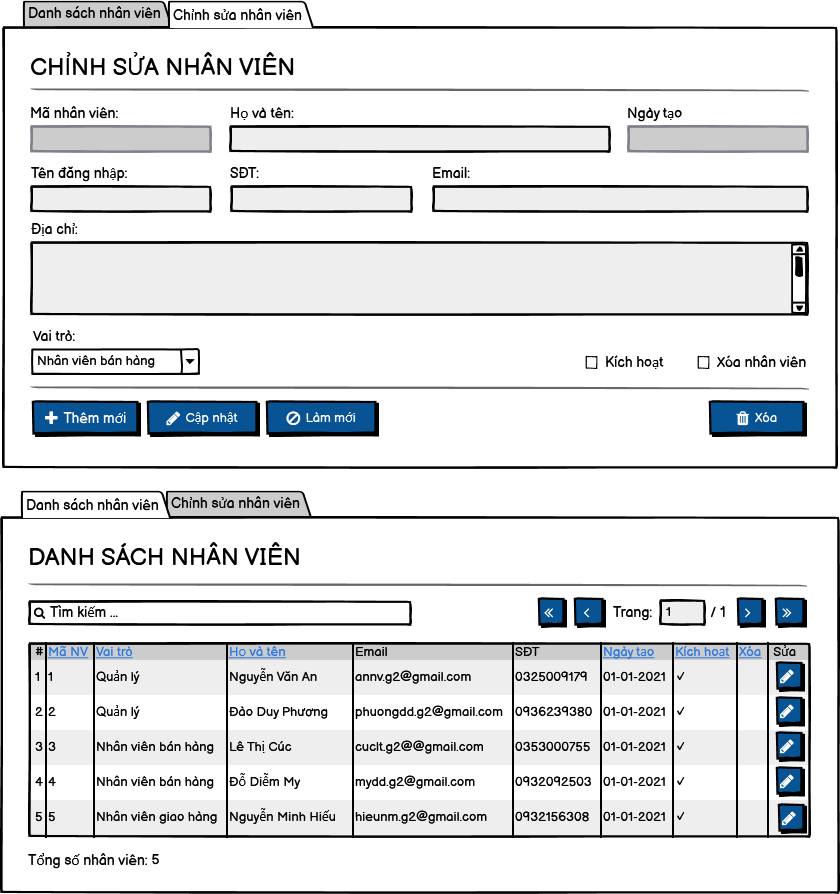 Danh sách nhân viên Chỉnh sửa nhân viên
CHỈNH SỬA NHÂN VIÊN
Mã nhân viên: Họ và tên: Ngày tạo
Tên đăng nhập: SĐT: Email:
Địa chỉ:
Vai trò:
Nhân viên bán hàng Kích hoạt Xóa nhân viên
Thêm mới Cập nhật Làm mới Xóa
Danh sách nhân viên Chỉnh sửa nhân viên
DANH SÁCH NHÂN VIÊN
Tìm kiếm ... Trang: 1 / 1
# Mã NV Vai trò Họ và tên Email SĐT Ngày tạo Kích hoạt Xóa Sửa
1 1 Quản lý Nguyễn Văn An annv.g2@gmail.com 0325009179 01-01-2021 ✓
2 2 Quản lý Đào Duy Phượng phuongdd.g2@gmail.com 0936239380 01-01-2021 ✓
3 3 Nhân viên bán hàng Lê Thị Cúc cuclt.g2@@gmail.com 0353000755 01-01-2021 ✓
4 4 Nhân viên bán hàng Đỗ Diễm My mydd.g2@gmail.com 0932092503 01-01-2021 ✓
5 5 Nhân viên giao hàng Nguyễn Minh Hiếu hieunm.g2@gmail.com 0932156308 01-01-2021 ✓
Tổng số nhân viên: 5